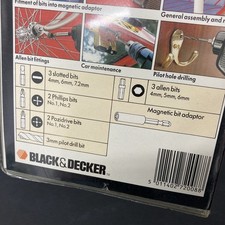 Fitment of bits into magnetic adaptor
General assembly and
Allen bit fittings
Car maintenance
Pilot hole drilling
3 slotted bits
4mm, 6mm, 7.2mm
3 allen bits
4mm, 5mm, 6mm
2 Phillips bits
No.1, No.2
Magnetic bit adaptor
2 Pozidrive bits
No.1, No.2
3mm pilot drill bit
BLACK&DECKER
5 011402 720088